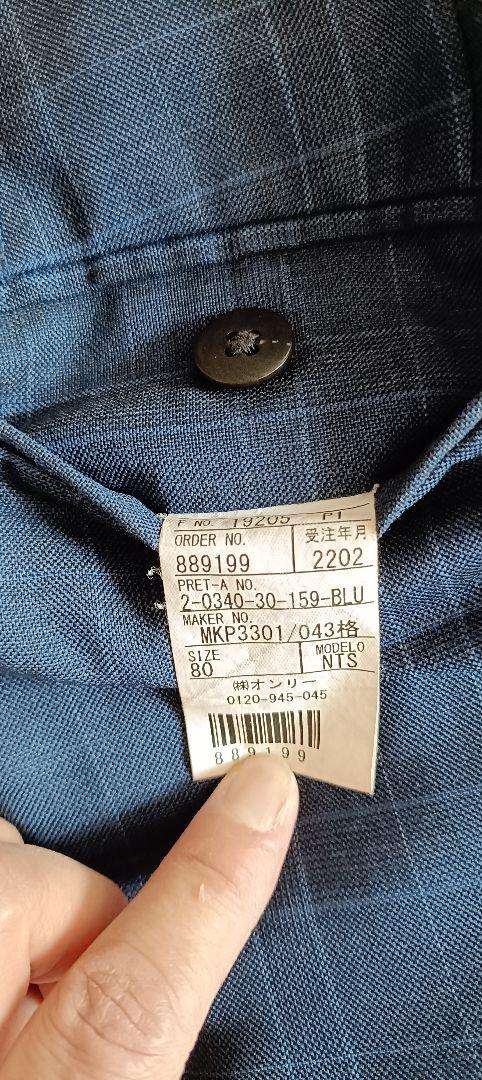 F NO. 19205 P1
ORDER NO. 受注年月
889199 2202
PRET-A NO.
2-0340-30-159-BLU
MAKER NO.
MKP3301/043格
SIZE MODELO
80 NTS
㈱オンリー
0120-945-045
889199